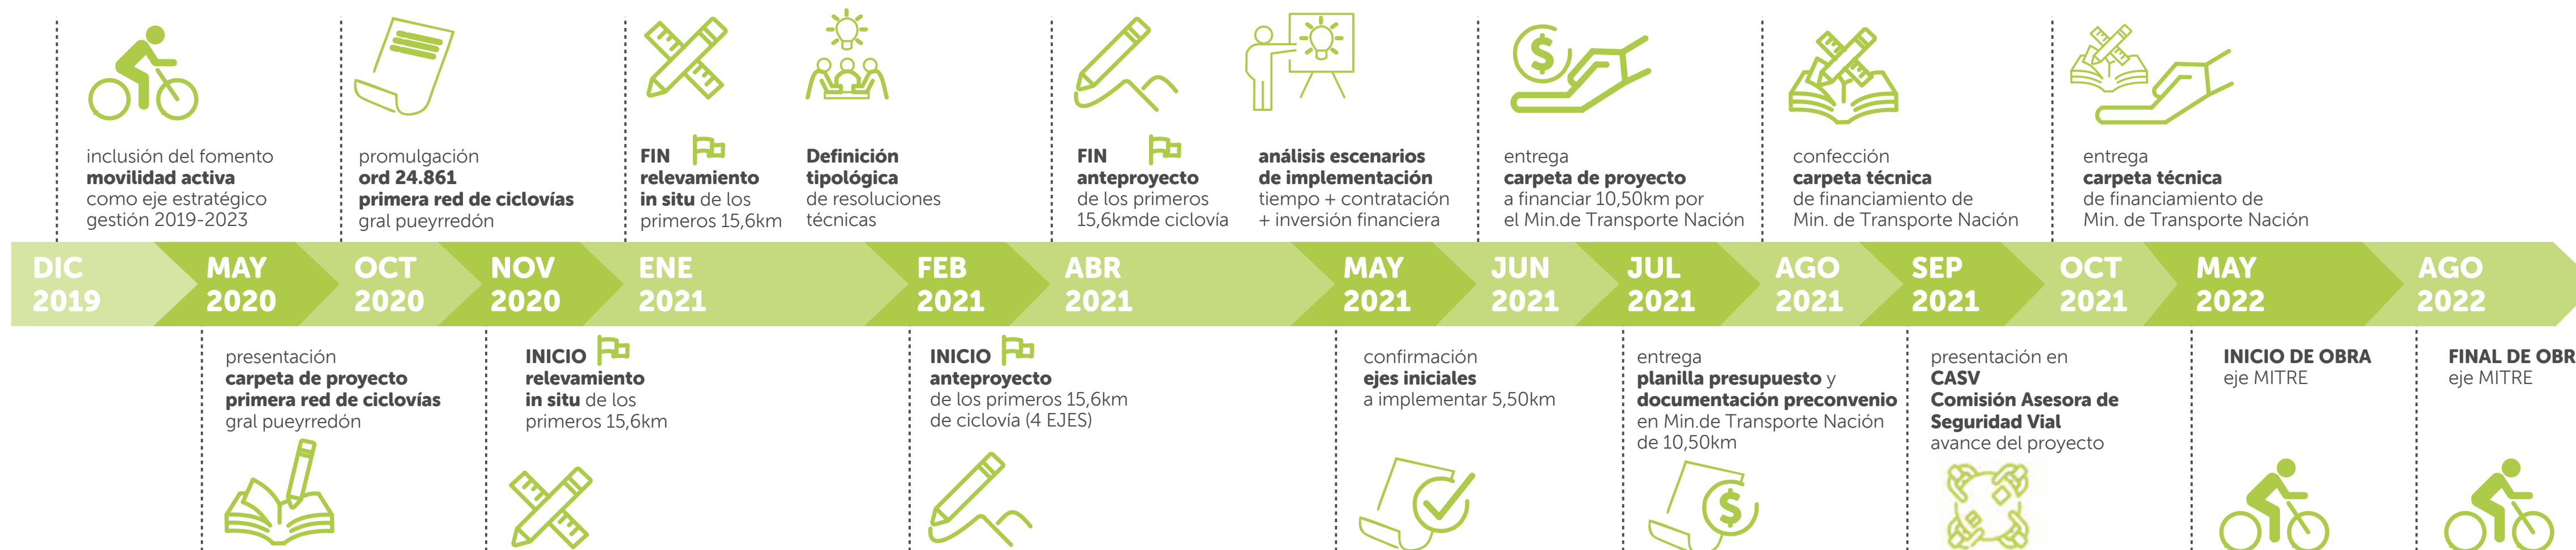 inclusión del fomento
movilidad activa
como eje estratégico
gestión 2019-2023
promulgación
ord 24.861
primera red de ciclovías
gral pueyrredón
FIN
relevamiento
in situ de los
primeros 15,6km
Definición
tipológica
de resoluciones
técnicas
FIN
anteproyecto
de los primeros
15,6kmde ciclovía
análisis escenarios
de implementación
tiempo + contratación
+ inversión financiera
entrega
carpeta de proyecto
a financiar 10,50km por
el Min.de Transporte Nación
confección
carpeta técnica
de financiamiento de
Min. de Transporte Nación
entrega
carpeta técnica
de financiamiento de
Min. de Transporte Nación
DIC
2019
MAY
2020
OCT
2020
NOV
2020
ENE
2021
FEB
2021
ABR
2021
MAY
2021
JUN
2021
JUL
2021
AGO
2021
SEP
2021
OCT
2021
MAY
2022
AGO
2022
presentación
carpeta de proyecto
primera red de ciclovías
gral pueyrredón
INICIO
relevamiento
in situ de los
primeros 15,6km
INICIO
anteproyecto
de los primeros 15,6km
de ciclovía (4 EJES)
confirmación
ejes iniciales
a implementar 5,50km
entrega
planilla presupuesto y
documentación preconvenio
en Min.de Transporte Nación
de 10,50km
presentación en
CASV
Comisión Asesora de
Seguridad Vial
avance del proyecto
INICIO DE OBRA
eje MITRE
FINAL DE OBR
eje MITRE